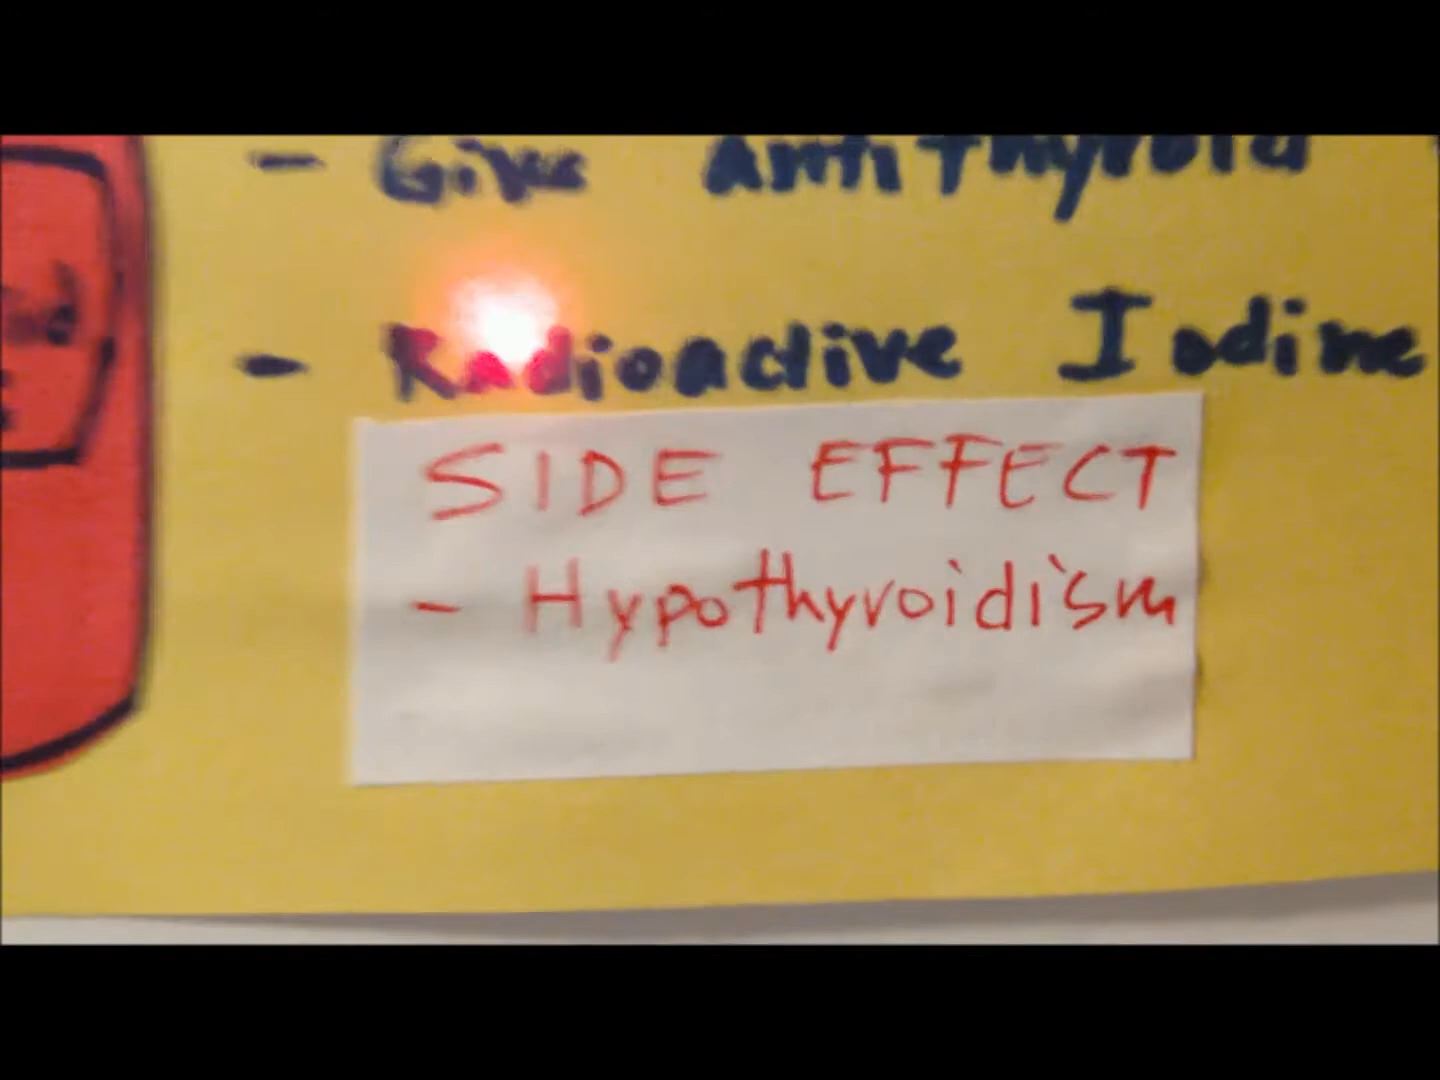 - Give antithyroid
- Radioactive Iodine
SIDE EFFECT
- Hypothyroidism